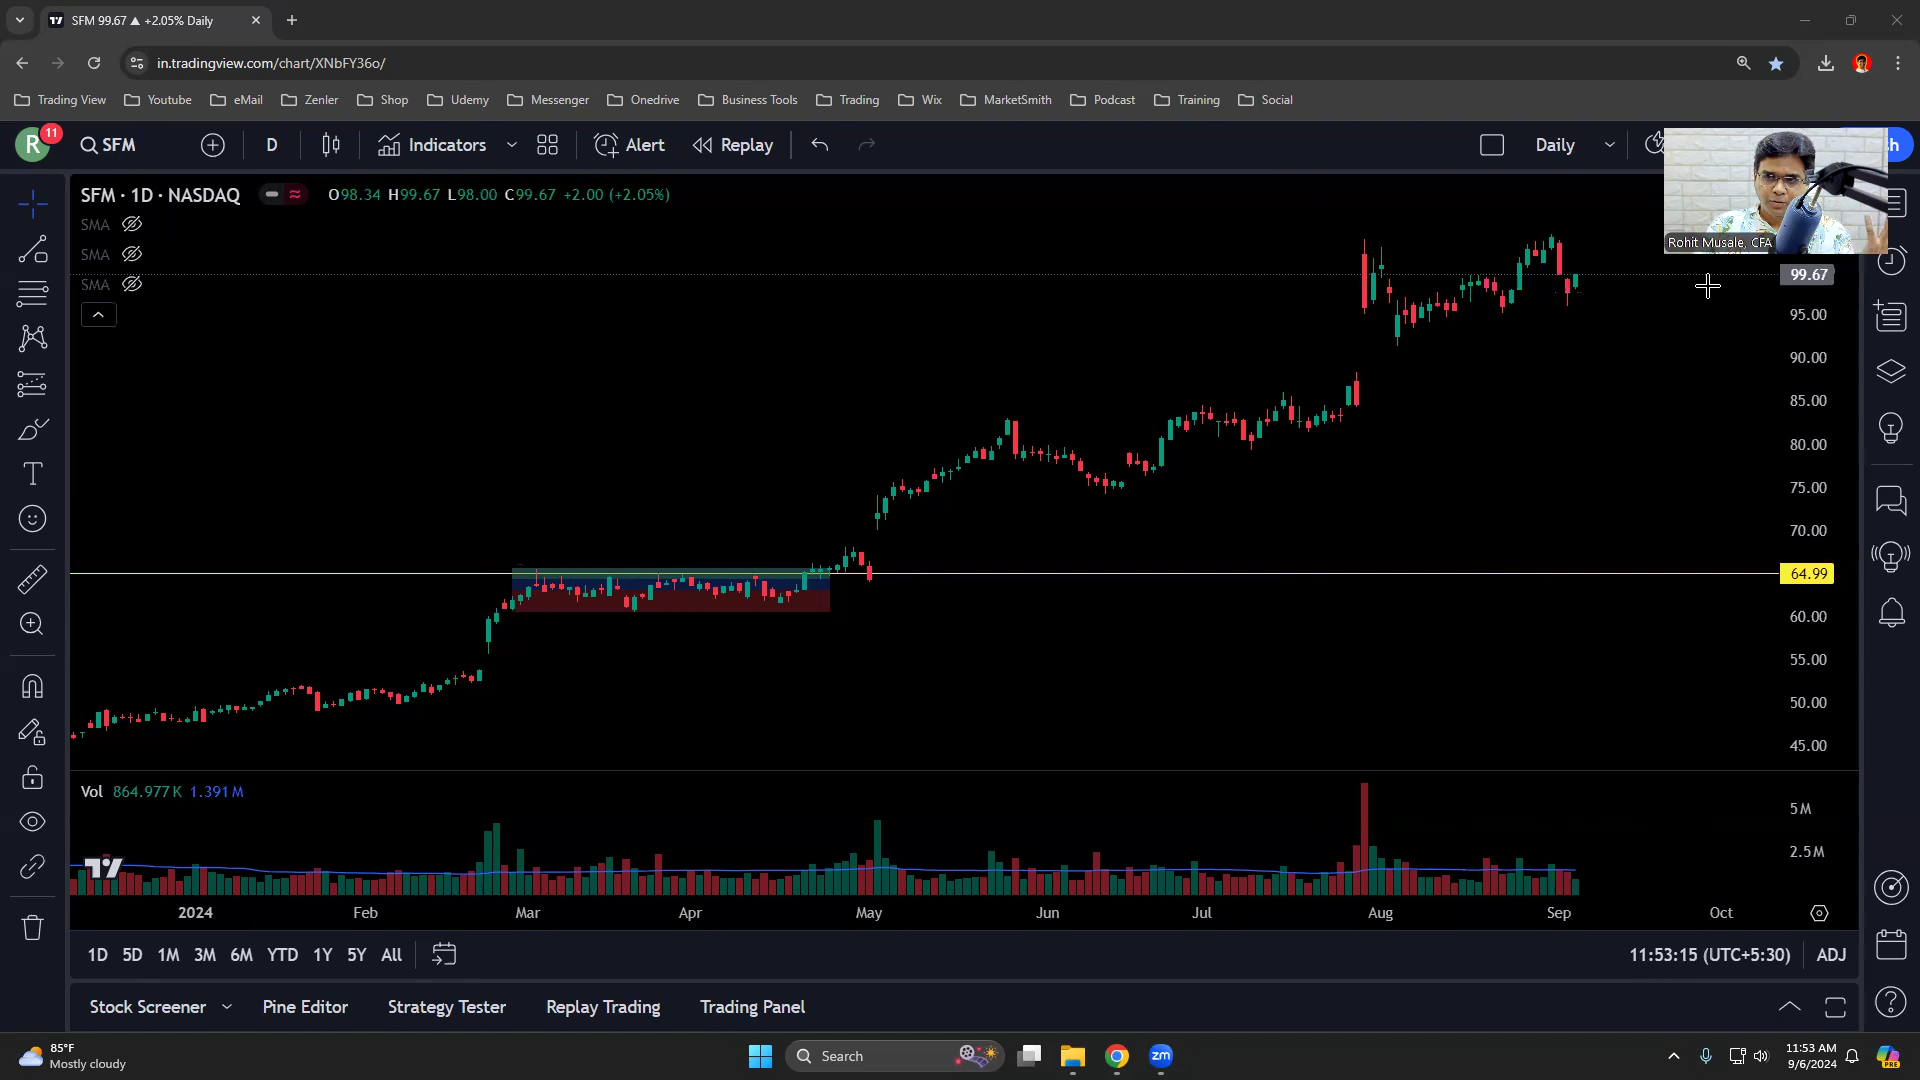 SFM 99.67 ▲ +2.05% Daily
in.tradingview.com/chart/XNbFY36o/
Trading View Youtube eMail Zenler Shop Udemy Messenger Onedrive Business Tools Trading Wix MarketSmith Podcast Training Social
R 11 SFM D Indicators Alert Replay Daily sh
SFM · 1D · NASDAQ O98.34 H99.67 L98.00 C99.67 +2.00 (+2.05%)
SMA
SMA
SMA
Rohit Musale, CFA
99.67
95.00
90.00
85.00
80.00
75.00
70.00
64.99
60.00
55.00
50.00
45.00
Vol 864.977K 1.391M
5M
2.5M
2024 Feb Mar Apr May Jun Jul Aug Sep Oct
1D 5D 1M 3M 6M YTD 1Y 5Y All 11:53:15 (UTC+5:30) ADJ
Stock Screener Pine Editor Strategy Tester Replay Trading Trading Panel
85°F
Mostly cloudy
Search
zm
11:53 AM
9/6/2024
PRE